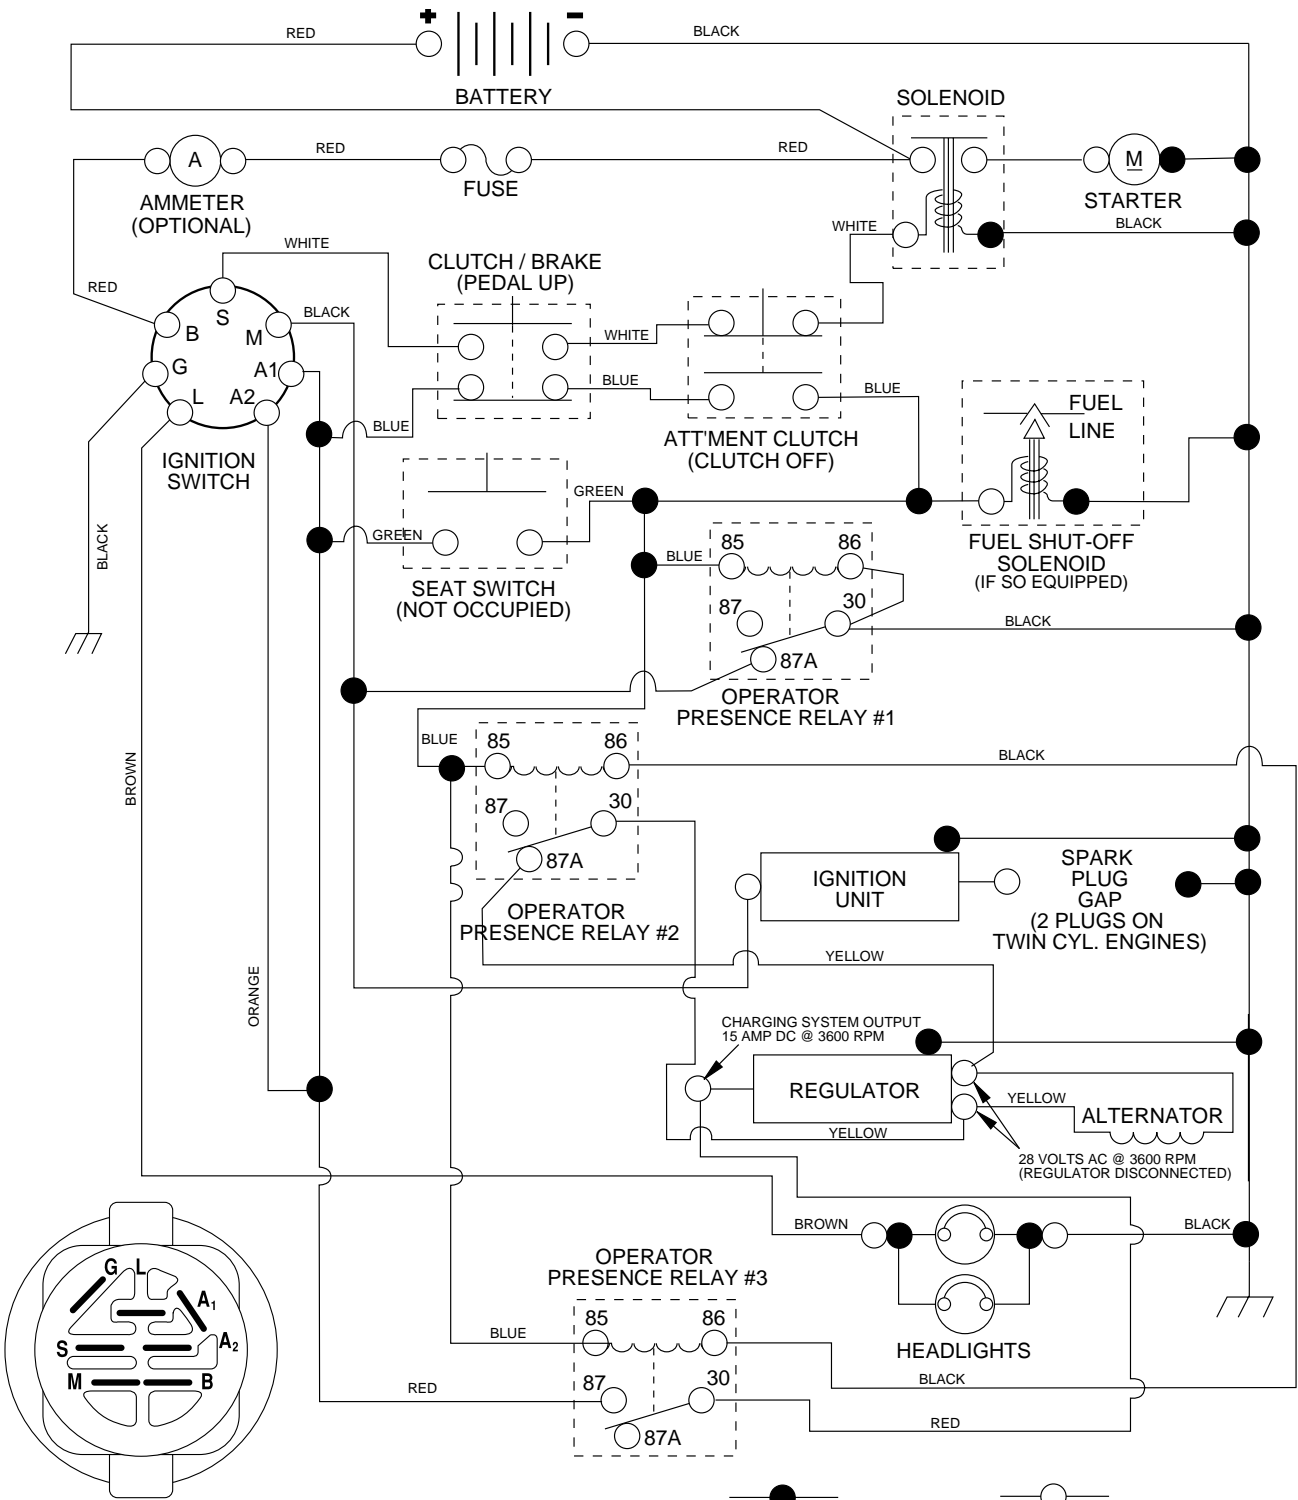 + −
RED
BLACK
BATTERY
SOLENOID
A
RED
RED
M
FUSE
AMMETER
(OPTIONAL)
STARTER
WHITE
BLACK
WHITE
CLUTCH / BRAKE
(PEDAL UP)
RED
S
BLACK
B
M
WHITE
G
A1
L
A2
BLUE
BLUE
FUEL
LINE
BLUE
ATT'MENT CLUTCH
(CLUTCH OFF)
IGNITION
SWITCH
GREEN
BLACK
GREEN
85
86
BLUE
FUEL SHUT-OFF
SOLENOID
(IF SO EQUIPPED)
SEAT SWITCH
(NOT OCCUPIED)
87
30
BLACK
87A
OPERATOR
PRESENCE RELAY #1
BLUE
85
86
BLACK
BROWN
87
30
87A
IGNITION
UNIT
SPARK
PLUG
GAP
(2 PLUGS ON
TWIN CYL. ENGINES)
OPERATOR
PRESENCE RELAY #2
YELLOW
ORANGE
CHARGING SYSTEM OUTPUT
15 AMP DC @ 3600 RPM
REGULATOR
YELLOW
ALTERNATOR
YELLOW
28 VOLTS AC @ 3600 RPM
(REGULATOR DISCONNECTED)
BROWN
BLACK
OPERATOR
PRESENCE RELAY #3
G L
A1
A2
S
M
B
85
86
BLUE
HEADLIGHTS
87
30
BLACK
RED
RED
87A